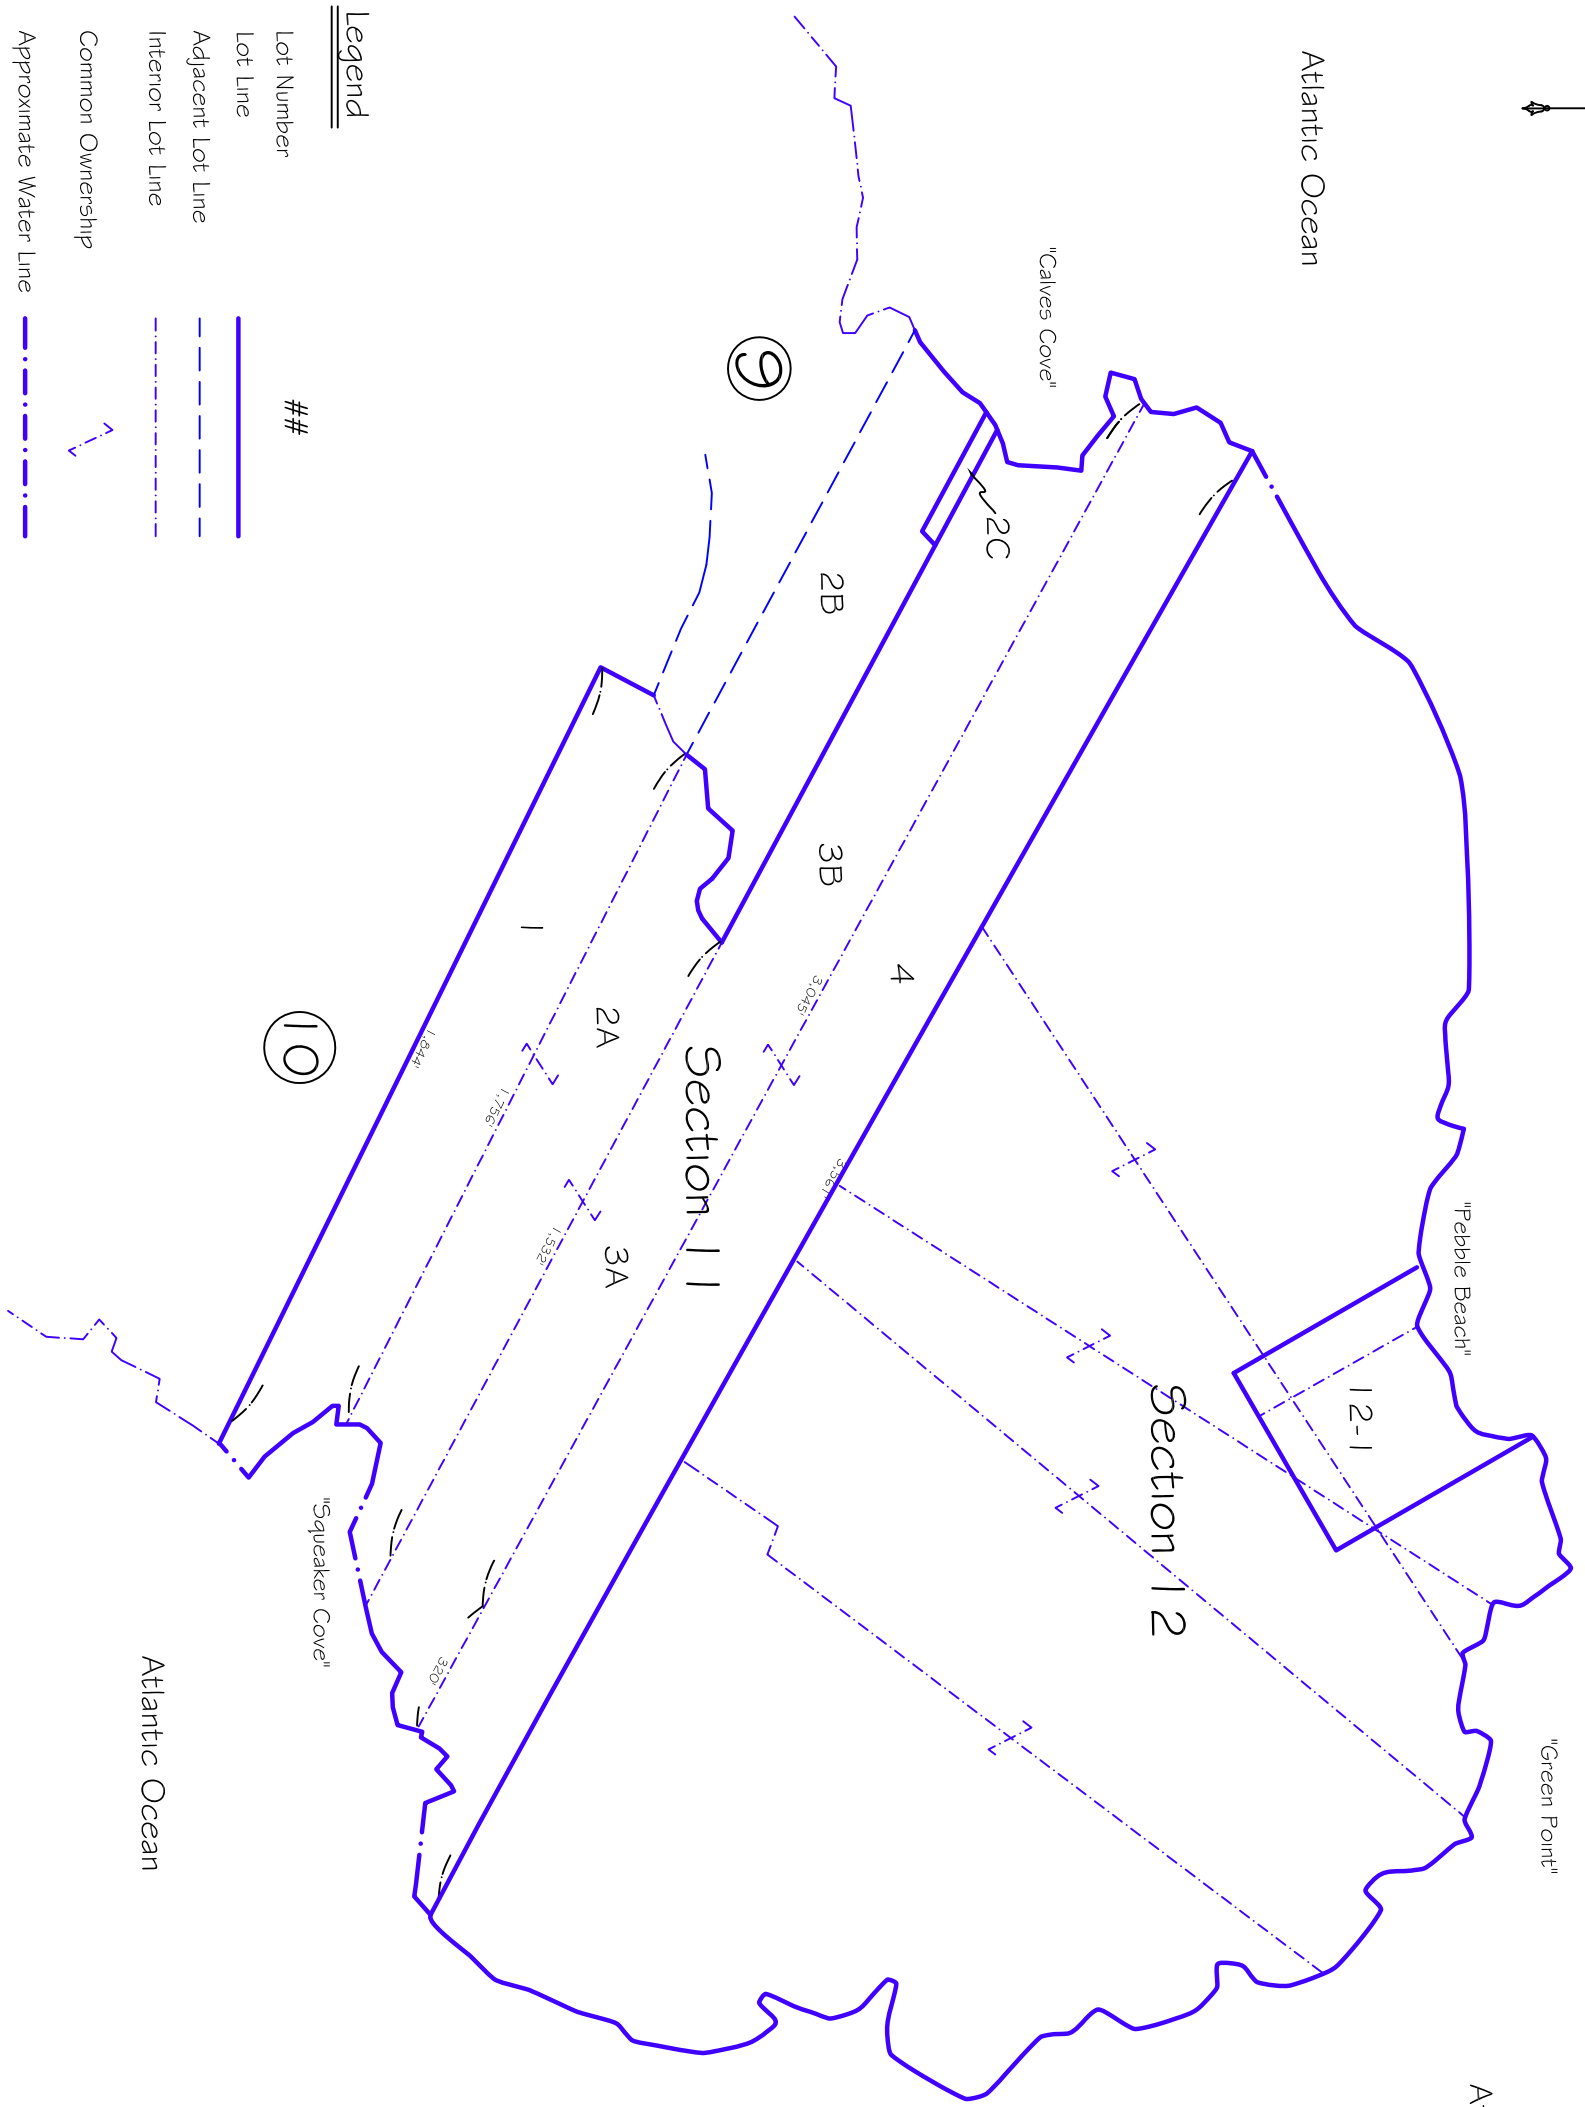 Atlantic Ocean
"Calves Cove"
"Pebble Beach"
"Green Point"
9
2C
2B
3B
4
12-1
Section 12
1
2A
Section 11
3A
10
1,844'
1,756'
1,532'
3,045'
320'
"Squeaker Cove"
Atlantic Ocean
Legend
Lot Number ##
Lot Line
Adjacent Lot Line
Interior Lot Line
Common Ownership
Approximate Water Line